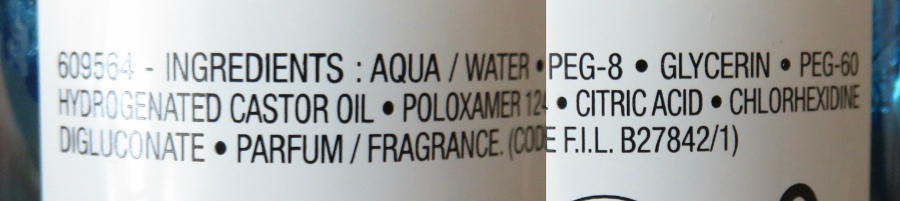 609564 - INGREDIENTS : AQUA / WATER • PEG-8 • GLYCERIN • PEG-60
HYDROGENATED CASTOR OIL • POLOXAMER 124 • CITRIC ACID • CHLORHEXIDINE
DIGLUCONATE • PARFUM / FRAGRANCE. (CODE F.I.L. B27842/1)